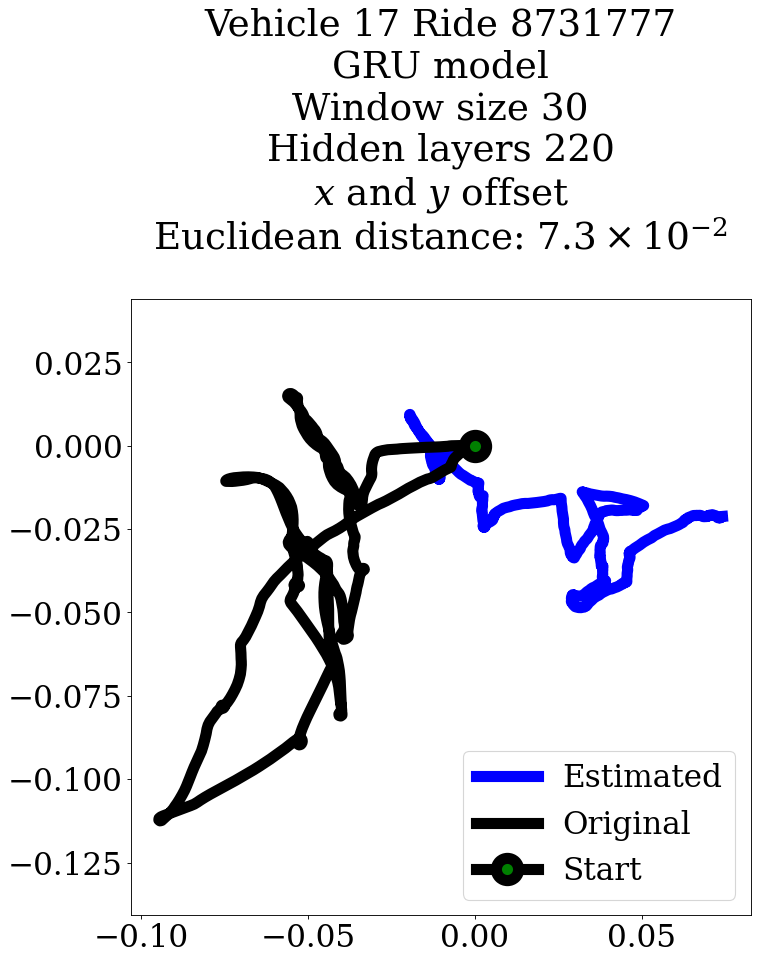 Vehicle 17 Ride 8731777
GRU model
Window size 30
Hidden layers 220
x and y offset
Euclidean distance: 7.3 × 10⁻²
0.025
0.000
−0.025
−0.050
−0.075
−0.100
−0.125
Estimated
Original
Start
−0.10
−0.05
0.00
0.05